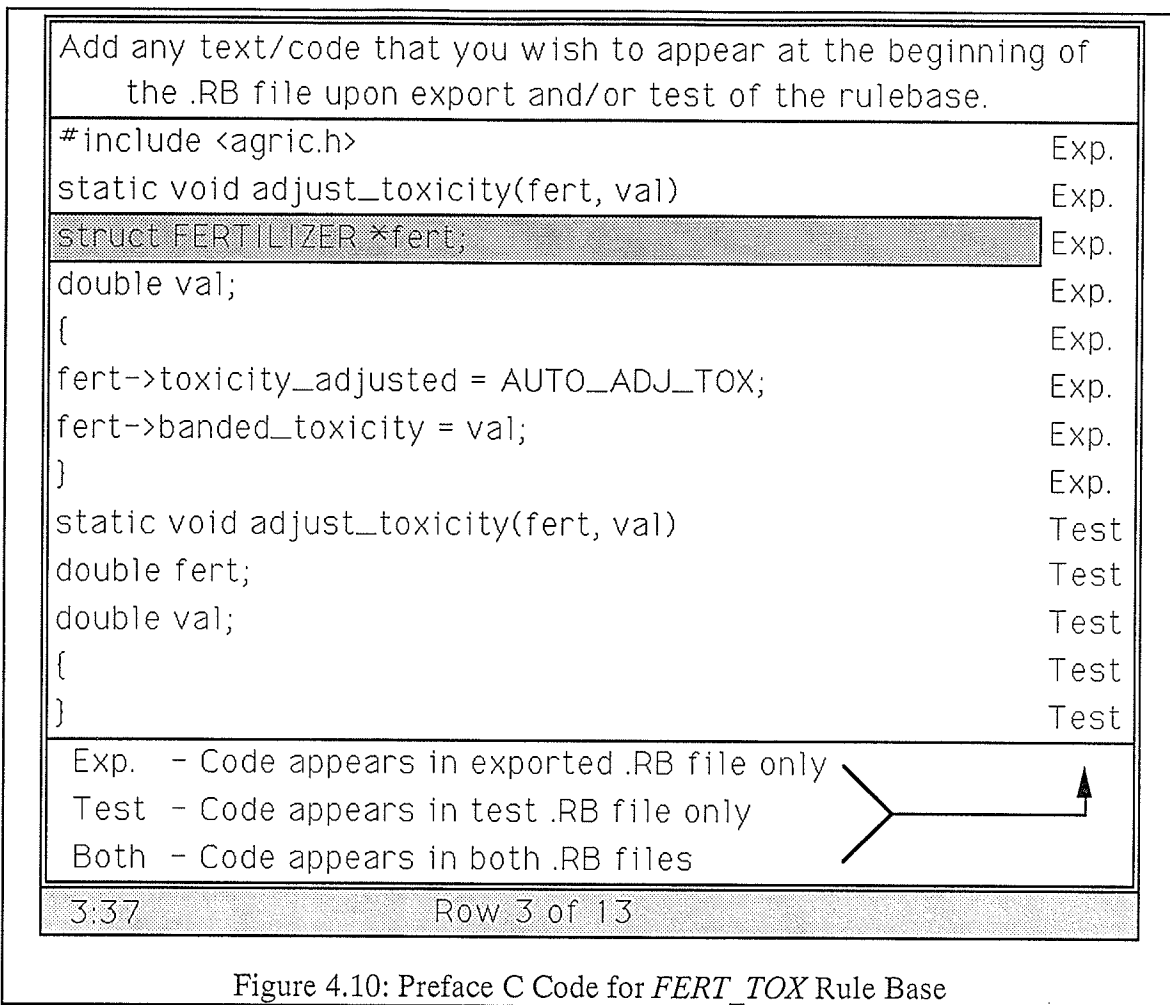 Add any text/code that you wish to appear at the beginning of
the .RB file upon export and/or test of the rulebase.
#include <agric.h> Exp.
static void adjust_toxicity(fert, val) Exp.
struct FERTILIZER *fert; Exp.
double val; Exp.
{ Exp.
fert->toxicity_adjusted = AUTO_ADJ_TOX; Exp.
fert->banded_toxicity = val; Exp.
} Exp.
static void adjust_toxicity(fert, val) Test
double fert; Test
double val; Test
{ Test
} Test
Exp. - Code appears in exported .RB file only
Test - Code appears in test .RB file only
Both - Code appears in both .RB files
3:37 Row 3 of 13
Figure 4.10: Preface C Code for FERT_TOX Rule Base